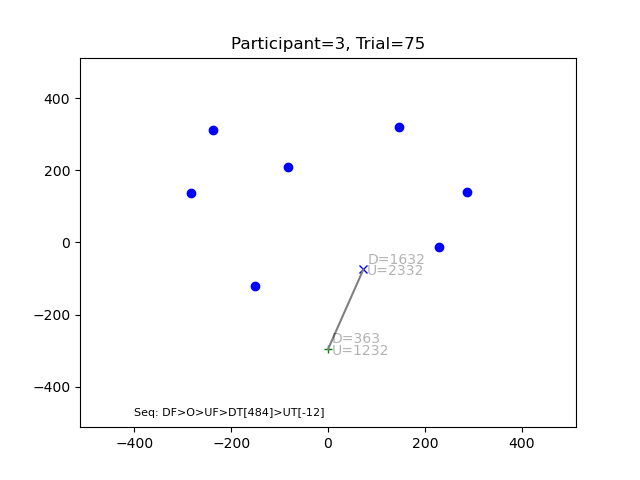 Participant=3, Trial=75
400
200
0
−200
−400
D=1632
U=2332
D=363
U=1232
Seq: DF>O>UF>DT[484]>UT[-12]
−400 −200 0 200 400